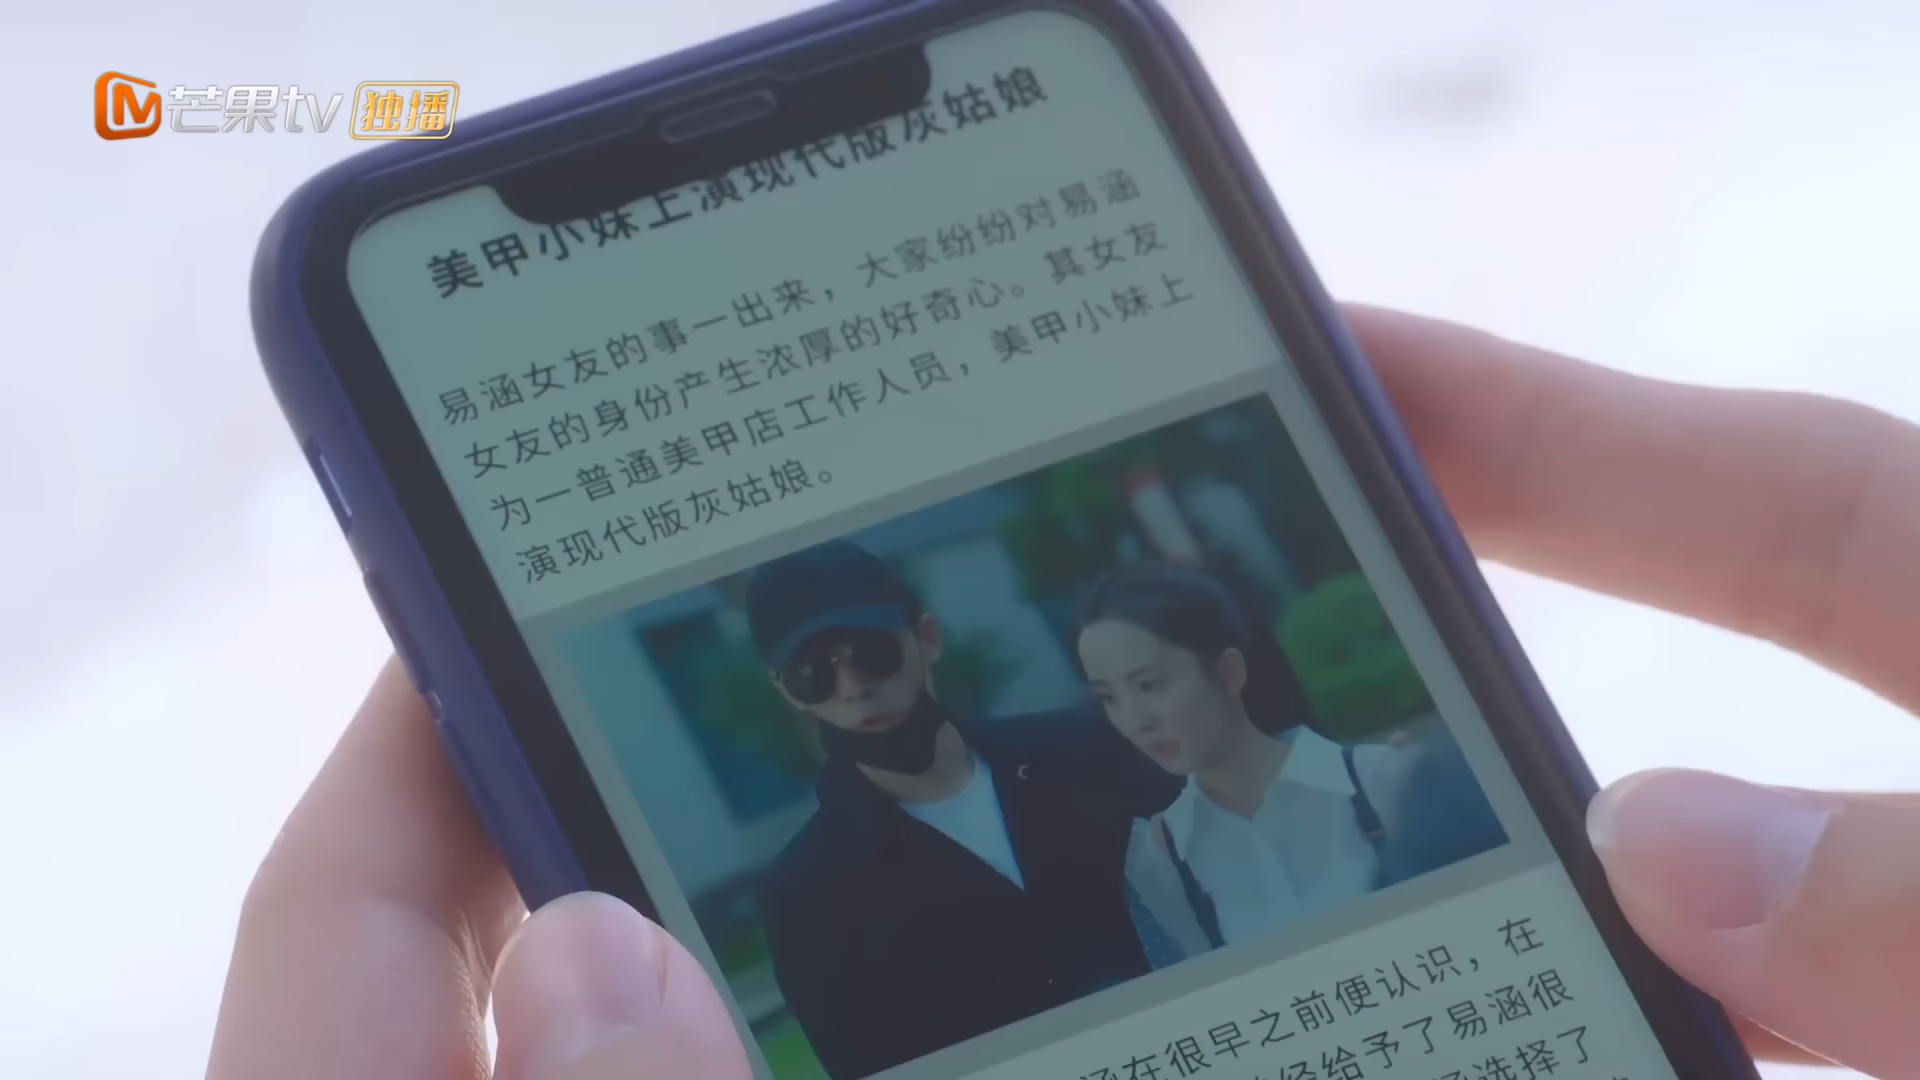 芒果tv 独播
美甲小妹上演现代版灰姑娘
易涵女友的事一出来，大家纷纷对易涵
女友的身份产生浓厚的好奇心。其女友
为一普通美甲店工作人员，美甲小妹上
演现代版灰姑娘。
涵在很早之前便认识，在
经给予了易涵很
选择了